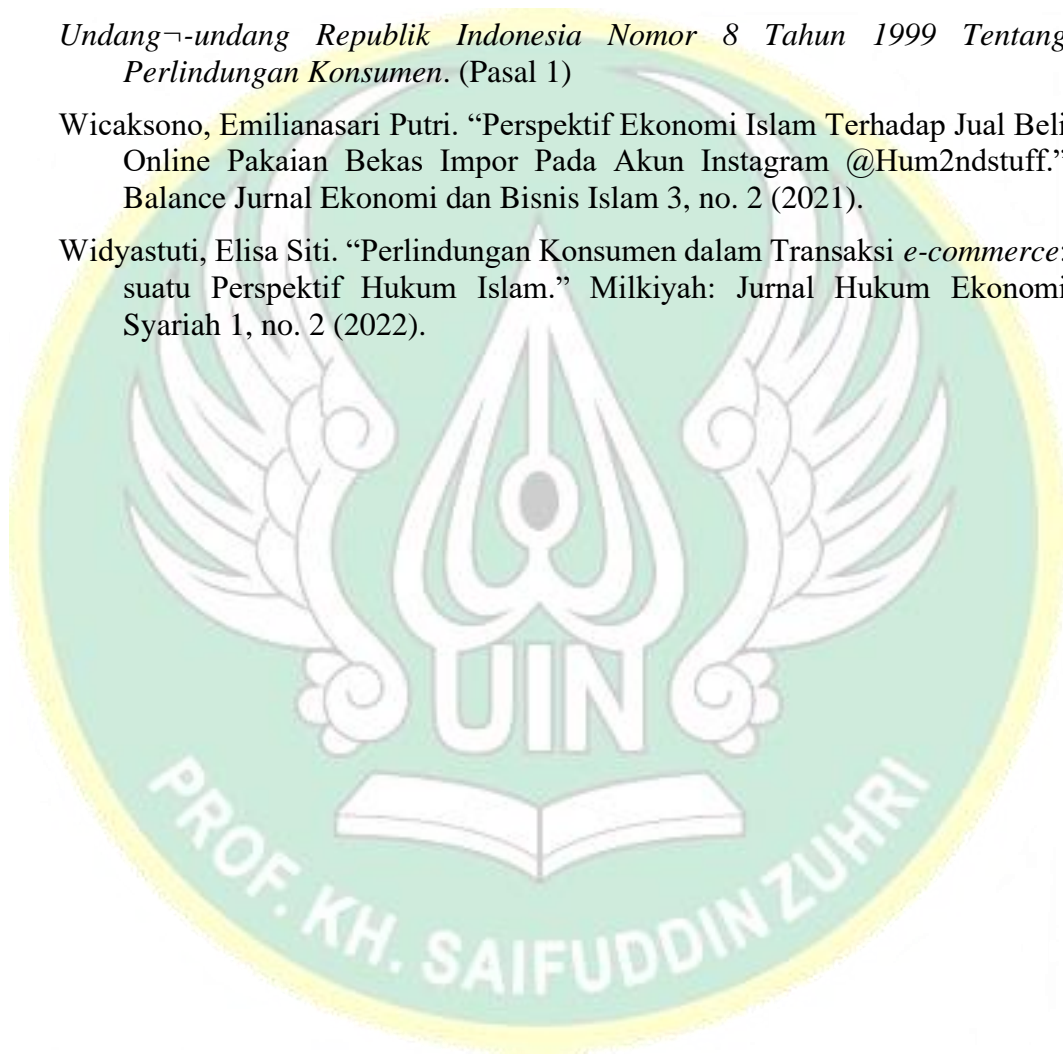 Undang¬-undang Republik Indonesia Nomor 8 Tahun 1999 Tentang
Perlindungan Konsumen. (Pasal 1)
Wicaksono, Emilianasari Putri. “Perspektif Ekonomi Islam Terhadap Jual Beli
Online Pakaian Bekas Impor Pada Akun Instagram @Hum2ndstuff.”
Balance Jurnal Ekonomi dan Bisnis Islam 3, no. 2 (2021).
Widyastuti, Elisa Siti. “Perlindungan Konsumen dalam Transaksi e-commerce:
suatu Perspektif Hukum Islam.” Milkiyah: Jurnal Hukum Ekonomi
Syariah 1, no. 2 (2022).
UIN
PROF. KH. SAIFUDDIN ZUHRI